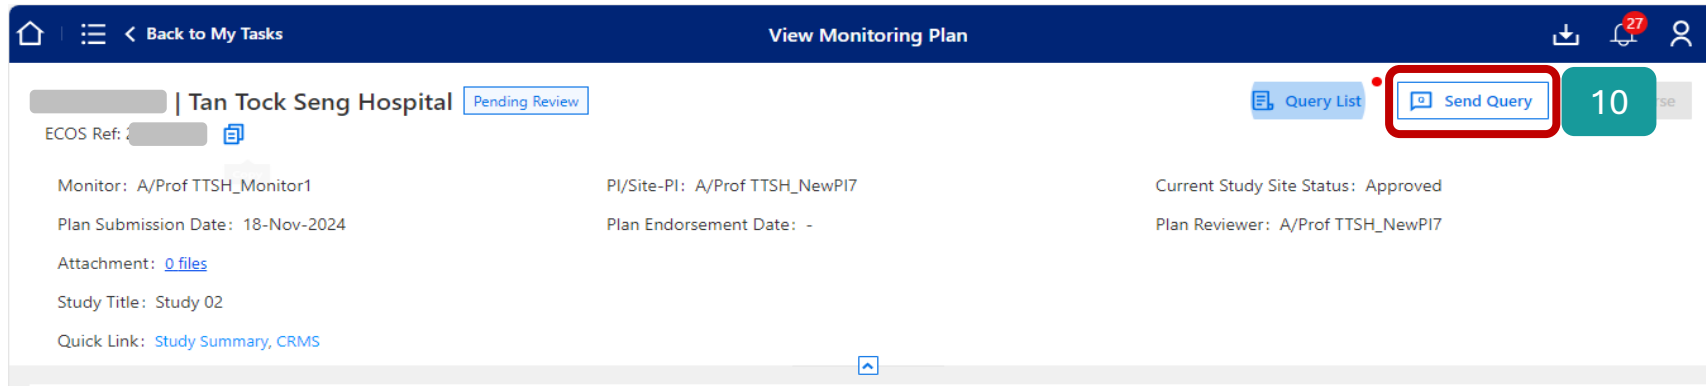 Back to My Tasks
View Monitoring Plan
27
| Tan Tock Seng Hospital
Pending Review
Query List
Send Query
10
ECOS Ref:
Monitor: A/Prof TTSH_Monitor1
PI/Site-PI: A/Prof TTSH_NewPI7
Current Study Site Status: Approved
Plan Submission Date: 18-Nov-2024
Plan Endorsement Date: -
Plan Reviewer: A/Prof TTSH_NewPI7
Attachment: 0 files
Study Title: Study 02
Quick Link: Study Summary, CRMS